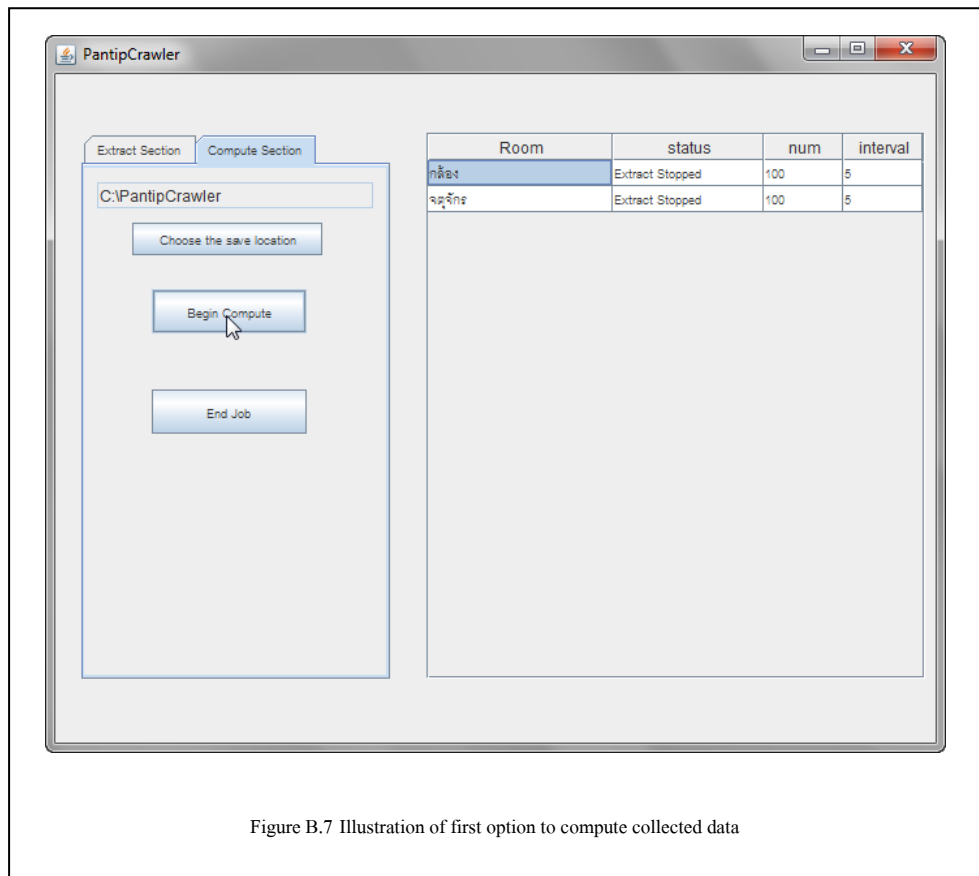 PantipCrawler
Extract Section Compute Section
C:\PantipCrawler
Choose the save location
Begin Compute
End Job
Room status num interval
กล้อง Extract Stopped 100 5
จตุจักร Extract Stopped 100 5
Figure B.7 Illustration of first option to compute collected data